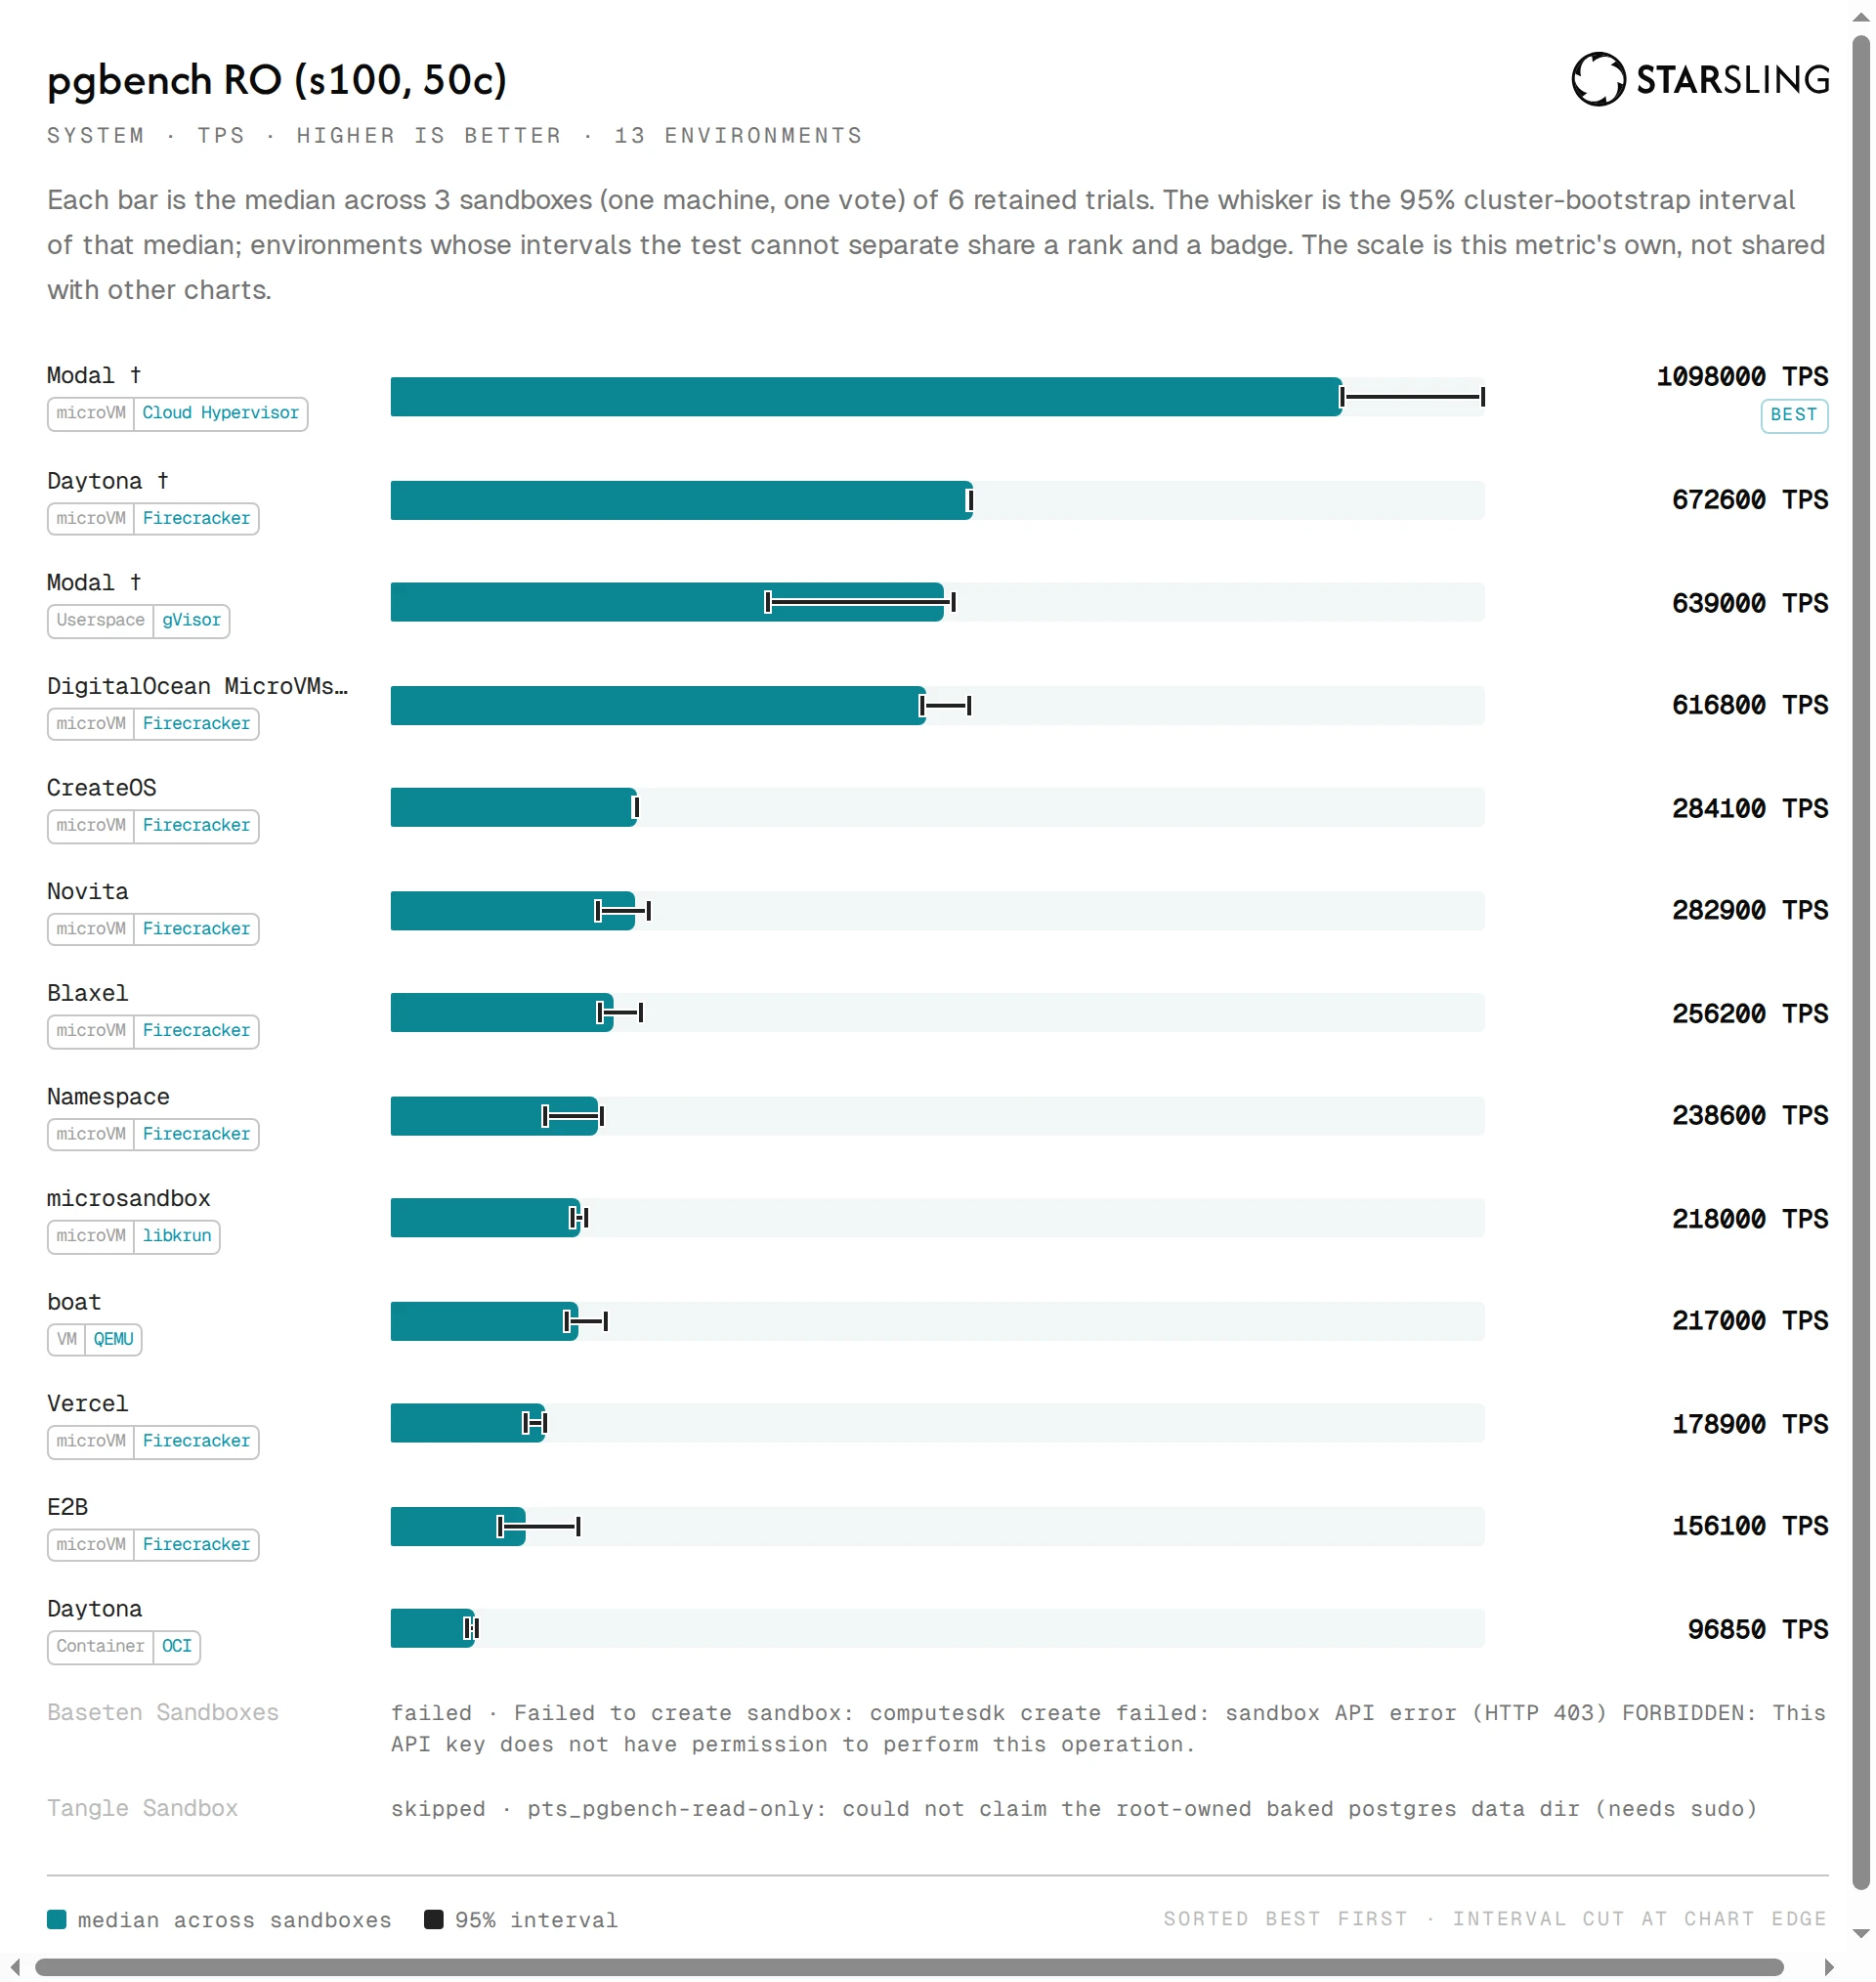 pgbench RO (s100, 50c)
STARSLING
SYSTEM · TPS · HIGHER IS BETTER · 13 ENVIRONMENTS
Each bar is the median across 3 sandboxes (one machine, one vote) of 6 retained trials. The whisker is the 95% cluster-bootstrap interval
of that median; environments whose intervals the test cannot separate share a rank and a badge. The scale is this metric's own, not shared
with other charts.
Modal †
microVM Cloud Hypervisor
1098000 TPS
BEST
Daytona †
microVM Firecracker
672600 TPS
Modal †
Userspace gVisor
639000 TPS
DigitalOcean MicroVMs…
microVM Firecracker
616800 TPS
CreateOS
microVM Firecracker
284100 TPS
Novita
microVM Firecracker
282900 TPS
Blaxel
microVM Firecracker
256200 TPS
Namespace
microVM Firecracker
238600 TPS
microsandbox
microVM libkrun
218000 TPS
boat
VM QEMU
217000 TPS
Vercel
microVM Firecracker
178900 TPS
E2B
microVM Firecracker
156100 TPS
Daytona
Container OCI
96850 TPS
Baseten Sandboxes
failed · Failed to create sandbox: computesdk create failed: sandbox API error (HTTP 403) FORBIDDEN: This
API key does not have permission to perform this operation.
Tangle Sandbox
skipped · pts_pgbench-read-only: could not claim the root-owned baked postgres data dir (needs sudo)
median across sandboxes
95% interval
SORTED BEST FIRST · INTERVAL CUT AT CHART EDGE